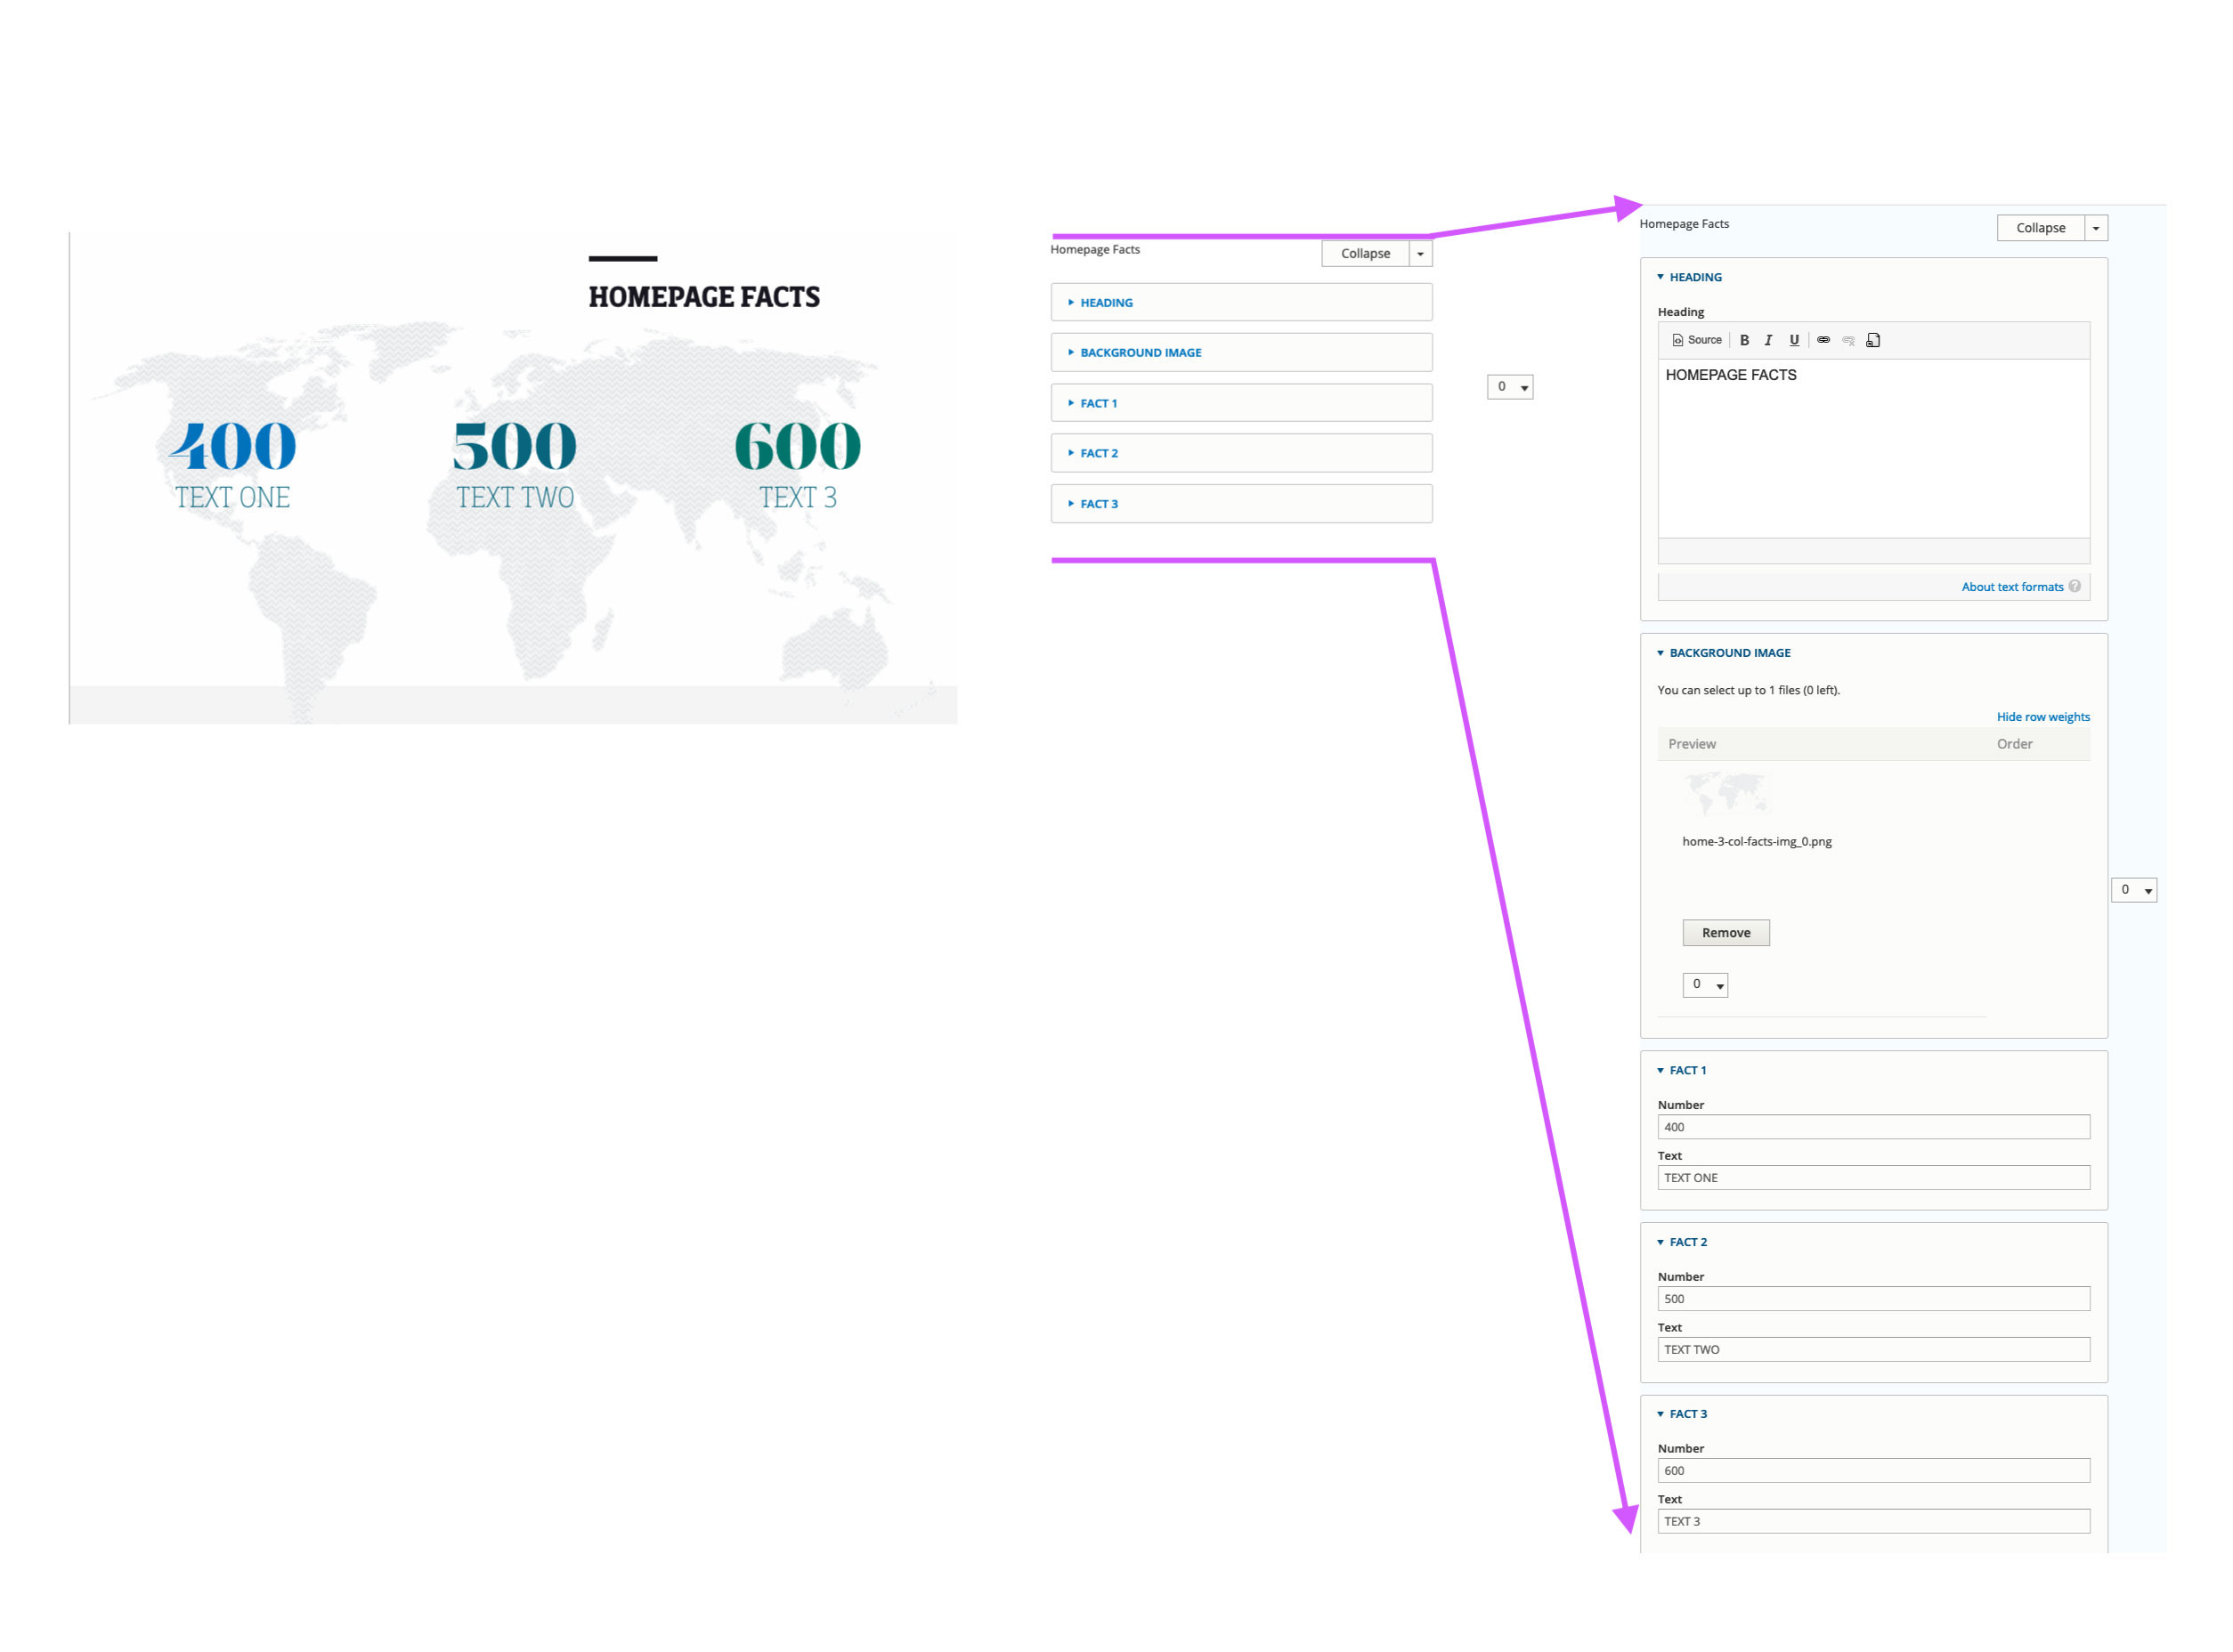 HOMEPAGE FACTS
400
TEXT ONE
500
TEXT TWO
600
TEXT 3
Homepage Facts
Collapse
HEADING
BACKGROUND IMAGE
FACT 1
FACT 2
FACT 3
0
Homepage Facts
Collapse
HEADING
Heading
Source B I U
HOMEPAGE FACTS
About text formats ?
BACKGROUND IMAGE
You can select up to 1 files (0 left).
Hide row weights
Preview Order
home-3-col-facts-img_0.png
0
Remove
0
FACT 1
Number
400
Text
TEXT ONE
FACT 2
Number
500
Text
TEXT TWO
FACT 3
Number
600
Text
TEXT 3